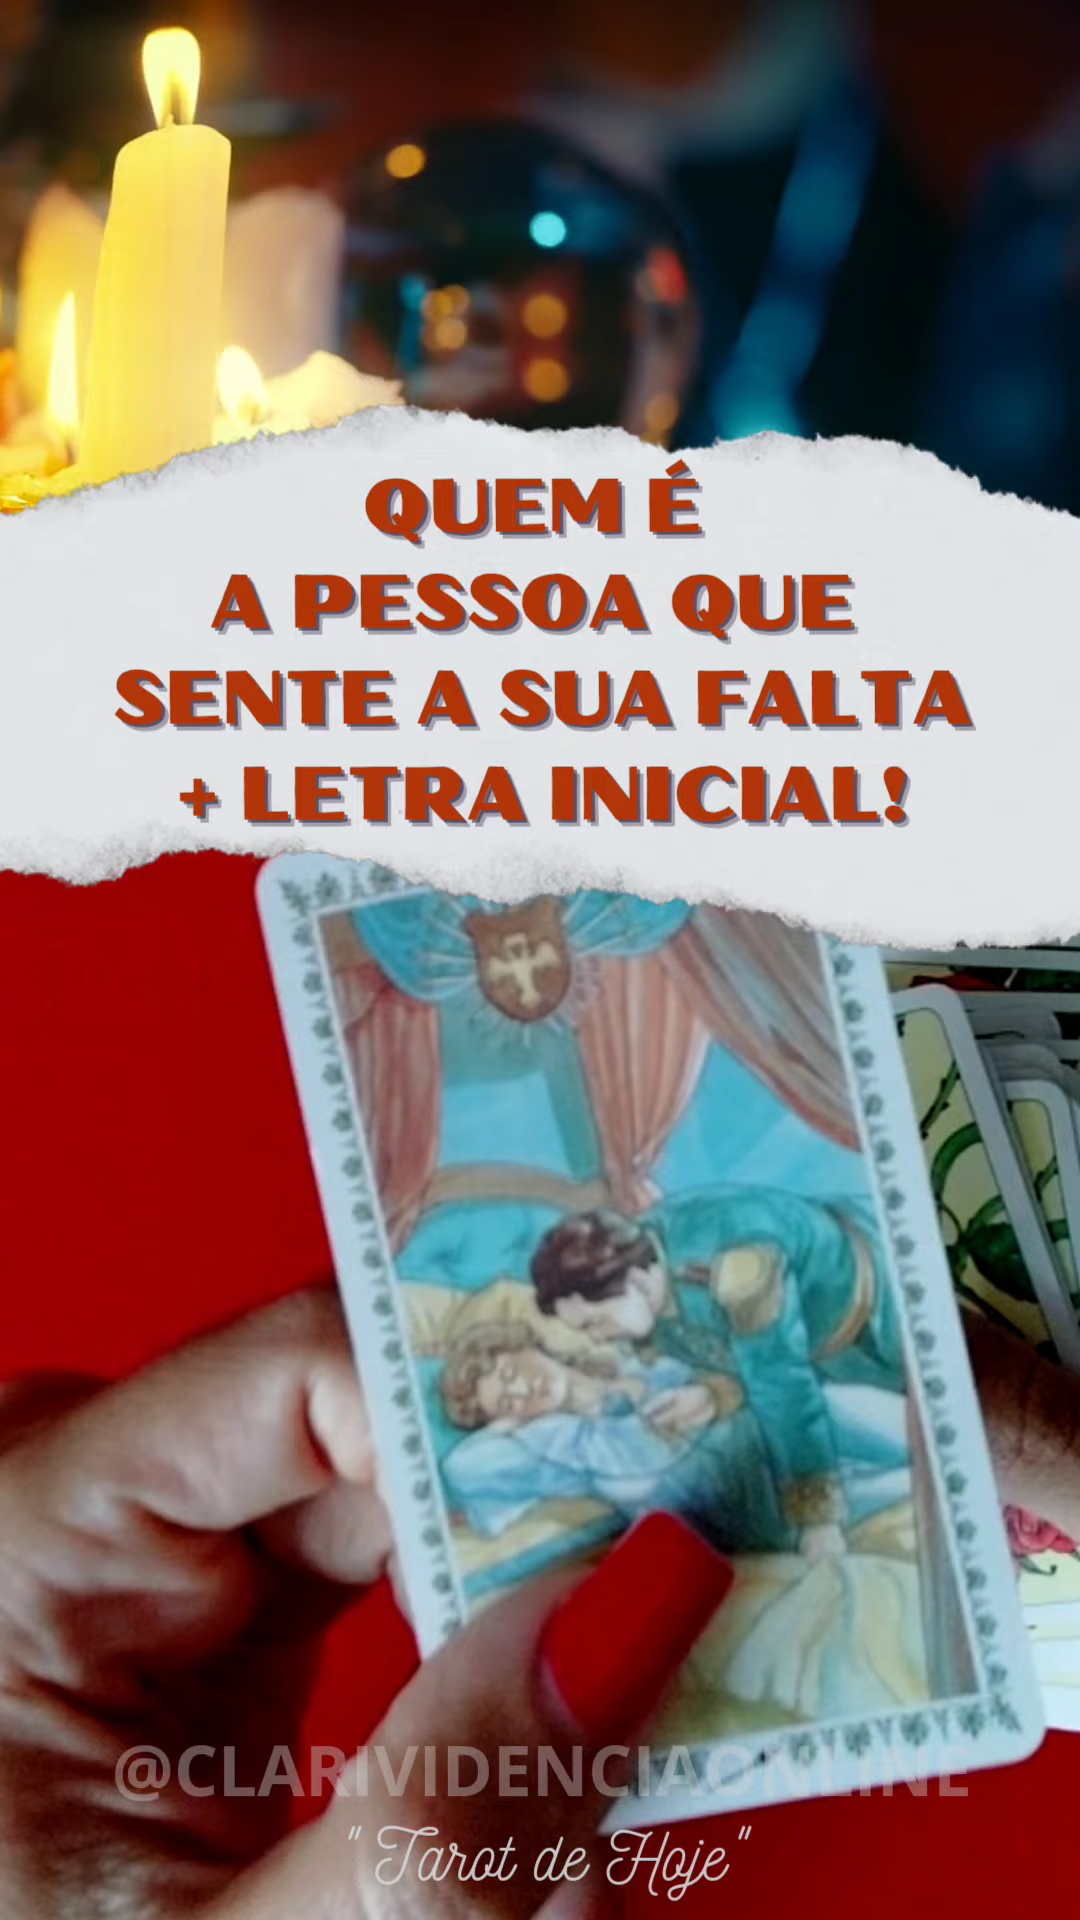 QUEM É
A PESSOA QUE
SENTE A SUA FALTA
+ LETRA INICIAL!
@CLARIVIDENCIAONLINE
"Tarot de Hoje"